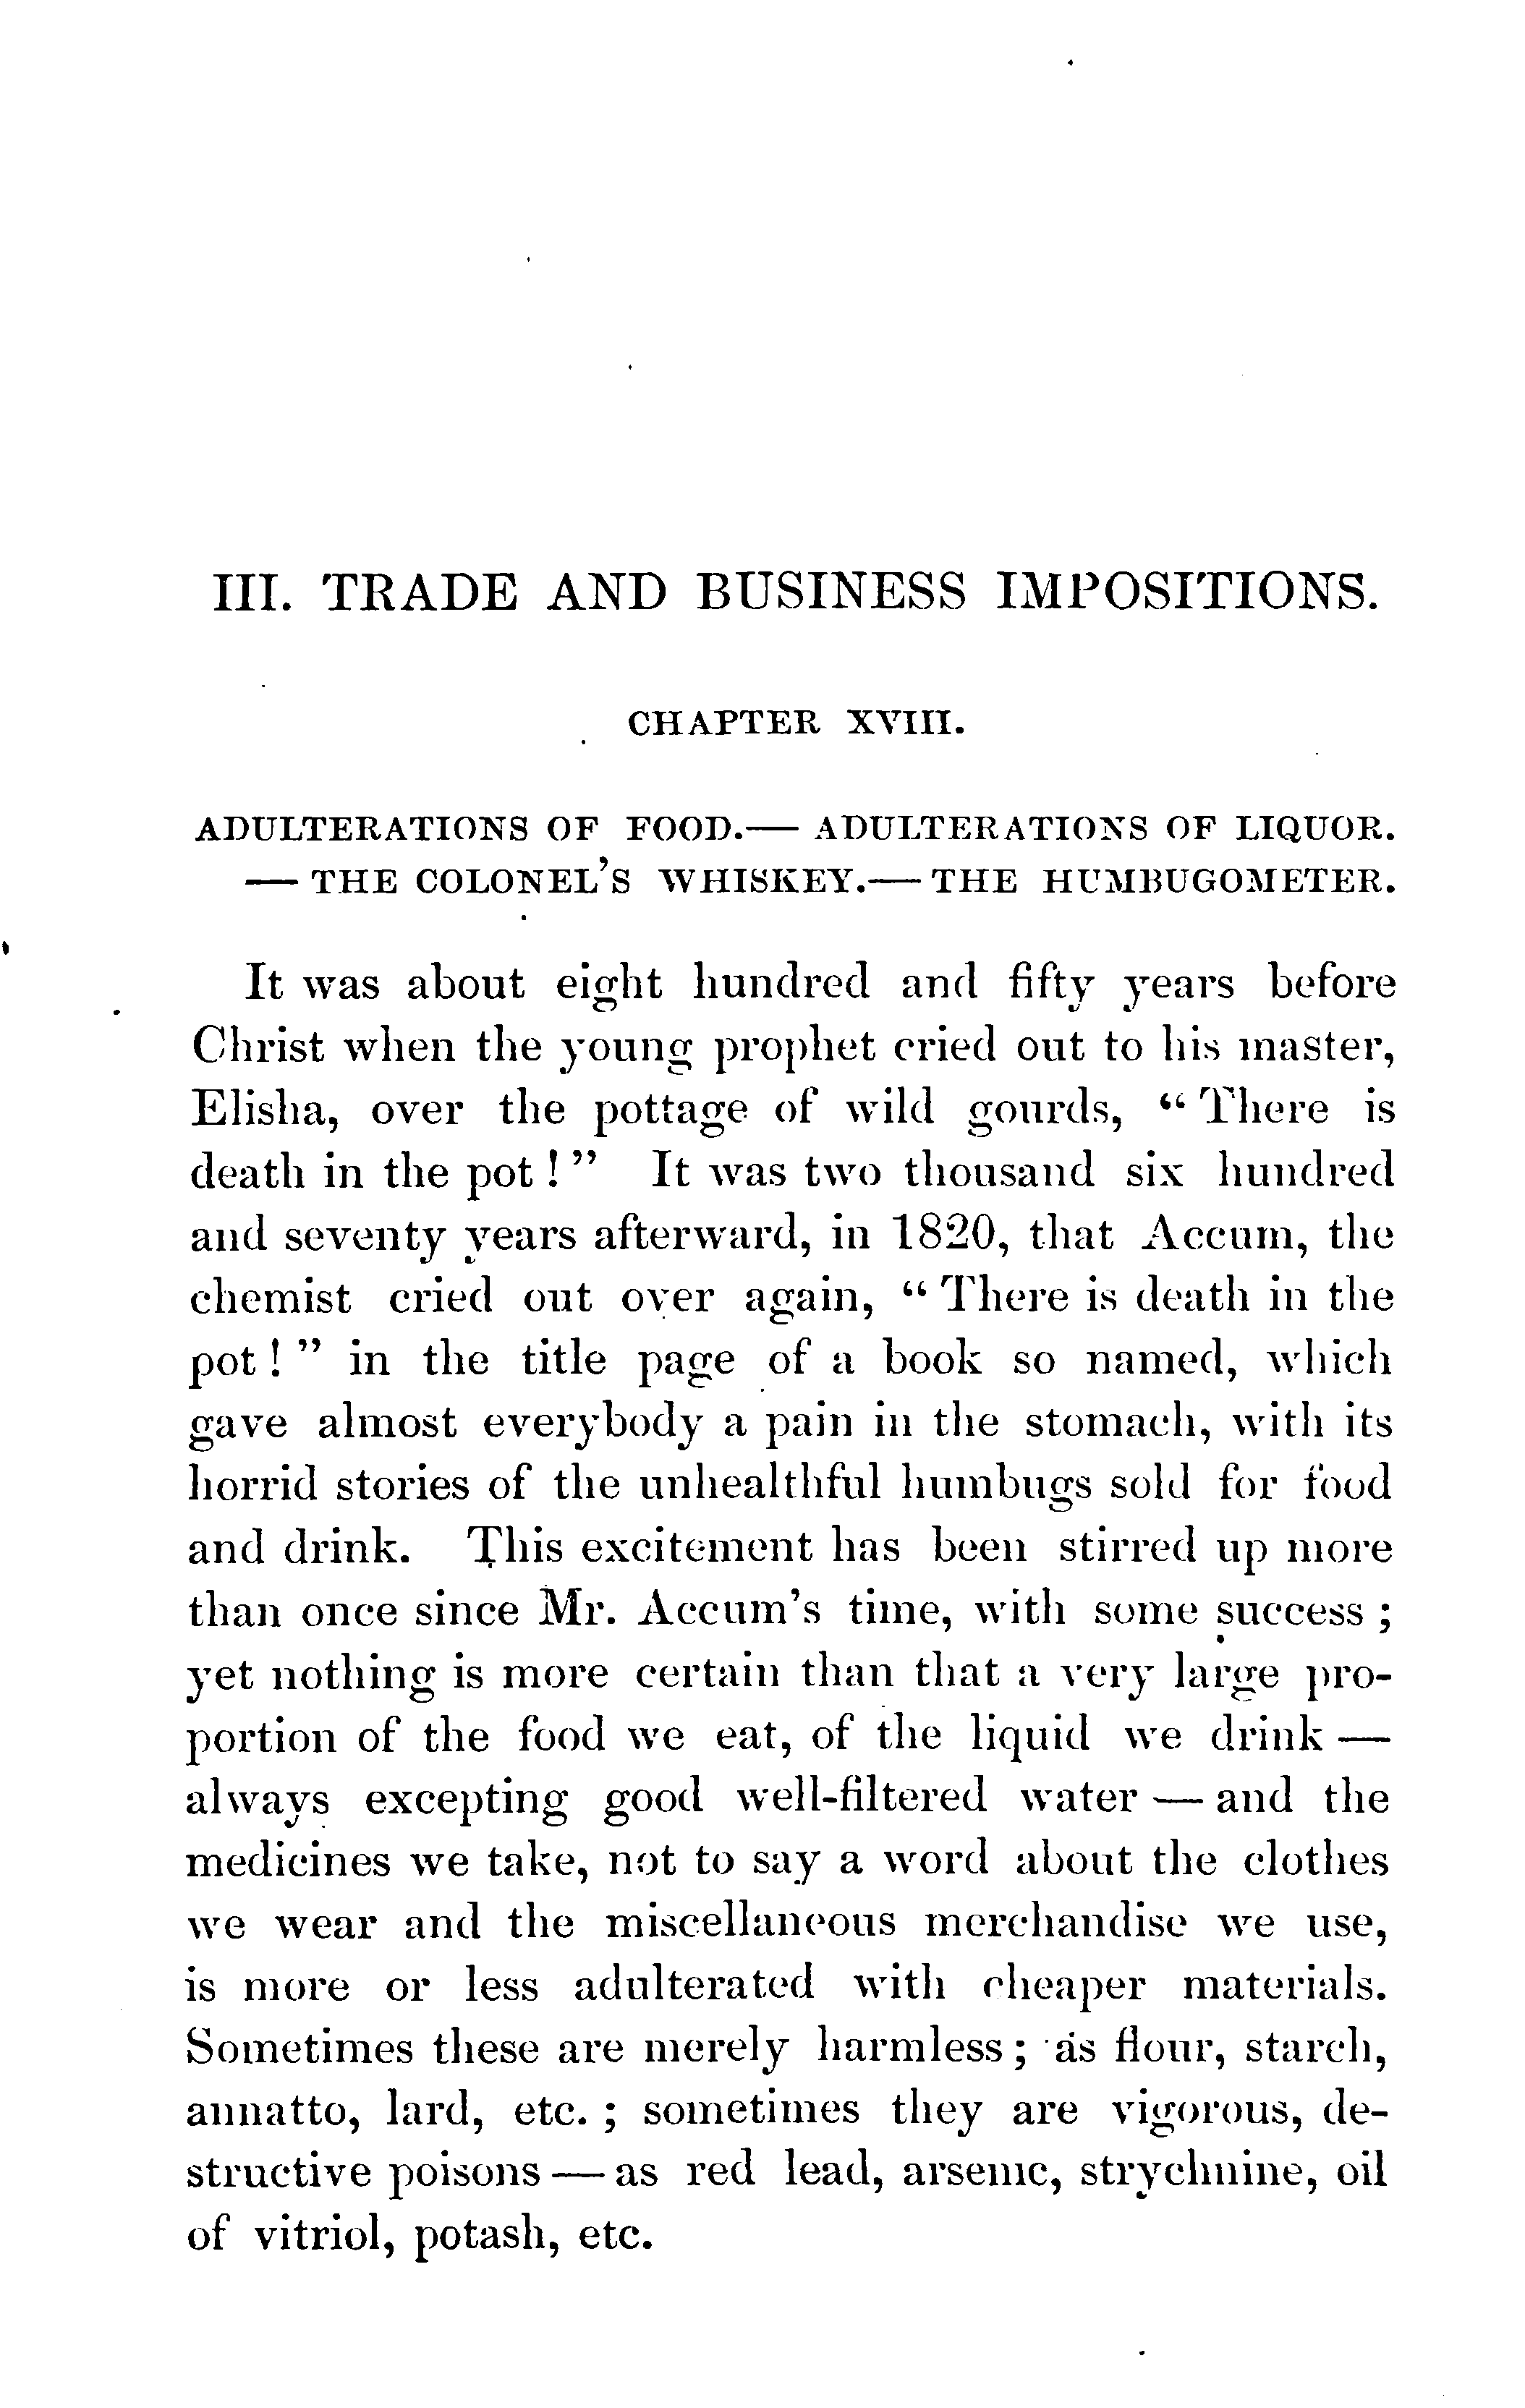 III. TRADE AND BUSINESS IMPOSITIONS.
CHAPTER XVIII.
ADULTERATIONS OF FOOD.— ADULTERATIONS OF LIQUOR.
— THE COLONEL'S WHISKEY.— THE HUMBUGOMETER.
It was about eight hundred and fifty years before
Christ when the young prophet cried out to his master,
Elisha, over the pottage of wild gourds, “There is
death in the pot!” It was two thousand six hundred
and seventy years afterward, in 1820, that Accum, the
chemist cried out over again, “There is death in the
pot!” in the title page of a book so named, which
gave almost everybody a pain in the stomach, with its
horrid stories of the unhealthful humbugs sold for food
and drink. This excitement has been stirred up more
than once since Mr. Accum's time, with some success;
yet nothing is more certain than that a very large pro-
portion of the food we eat, of the liquid we drink —
always excepting good well-filtered water — and the
medicines we take, not to say a word about the clothes
we wear and the miscellaneous merchandise we use,
is more or less adulterated with cheaper materials.
Sometimes these are merely harmless; as flour, starch,
annatto, lard, etc.; sometimes they are vigorous, de-
structive poisons — as red lead, arsenic, strychnine, oil
of vitriol, potash, etc.